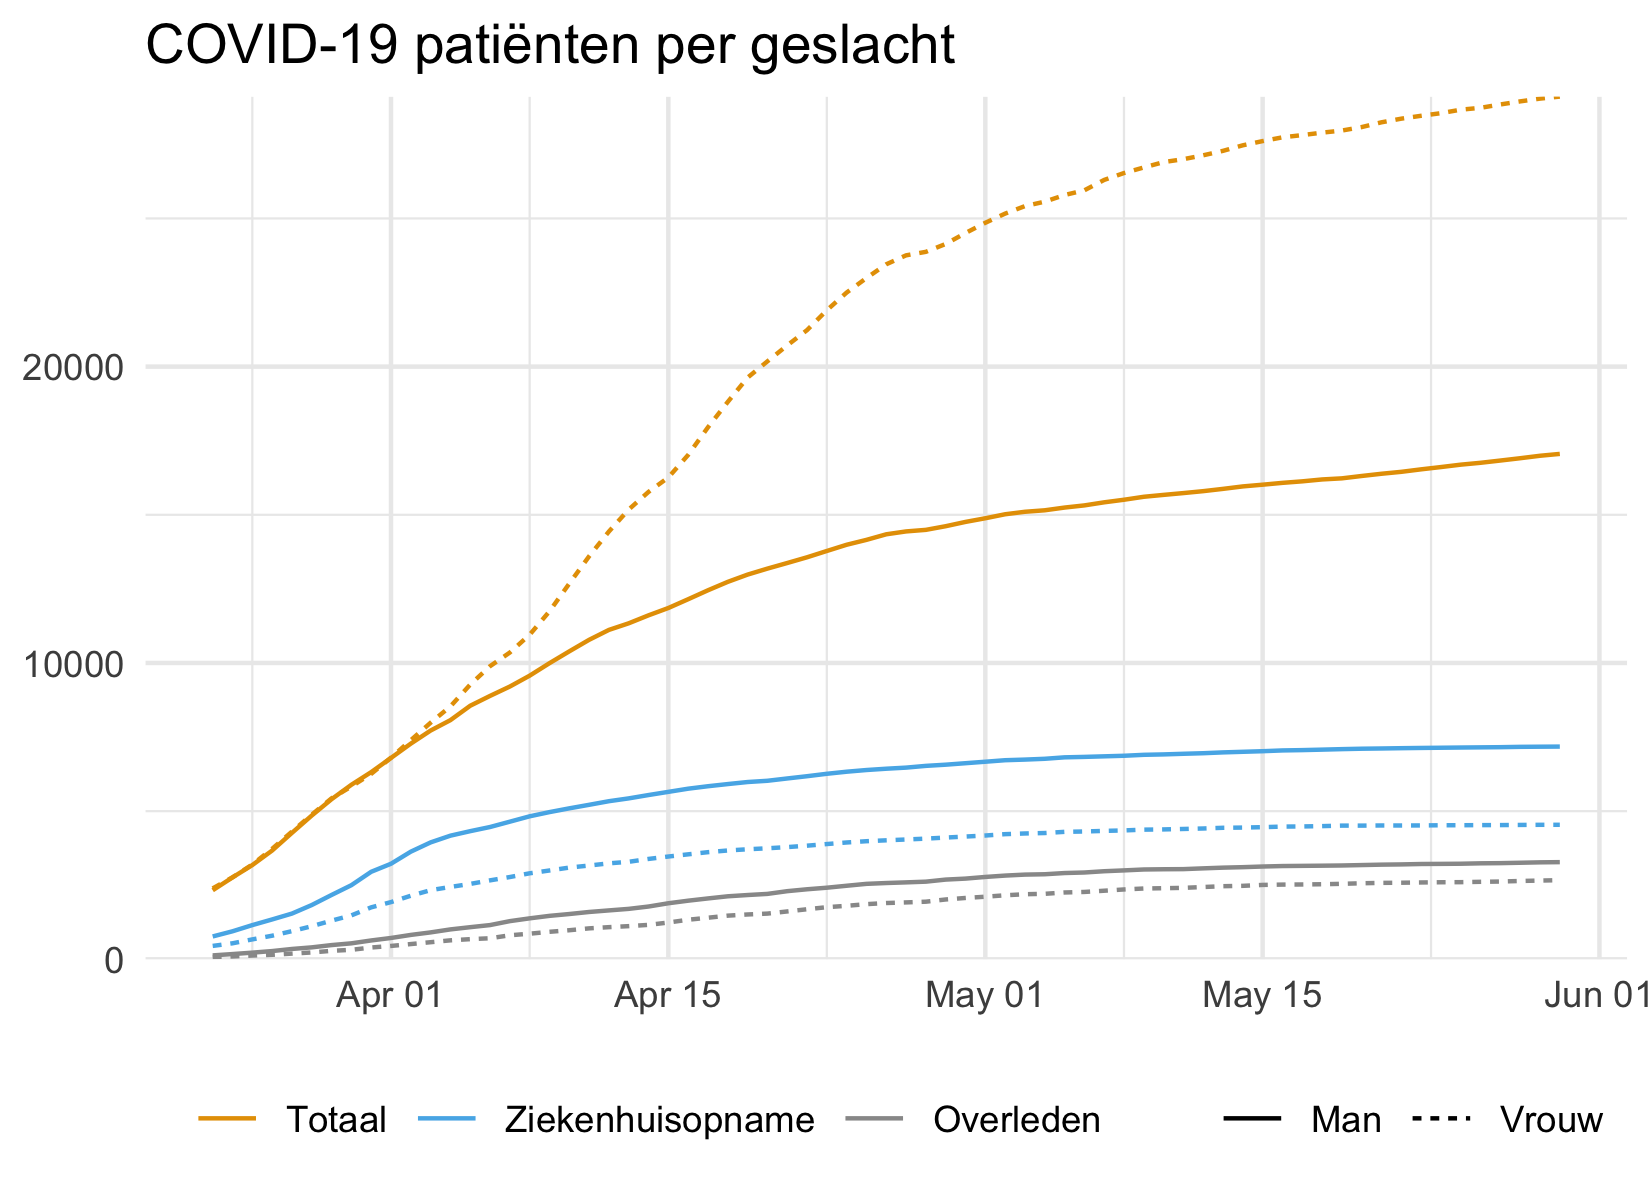 COVID-19 patiënten per geslacht
20000
10000
0
Apr 01 Apr 15 May 01 May 15 Jun 01
Totaal Ziekenhuisopname Overleden Man Vrouw